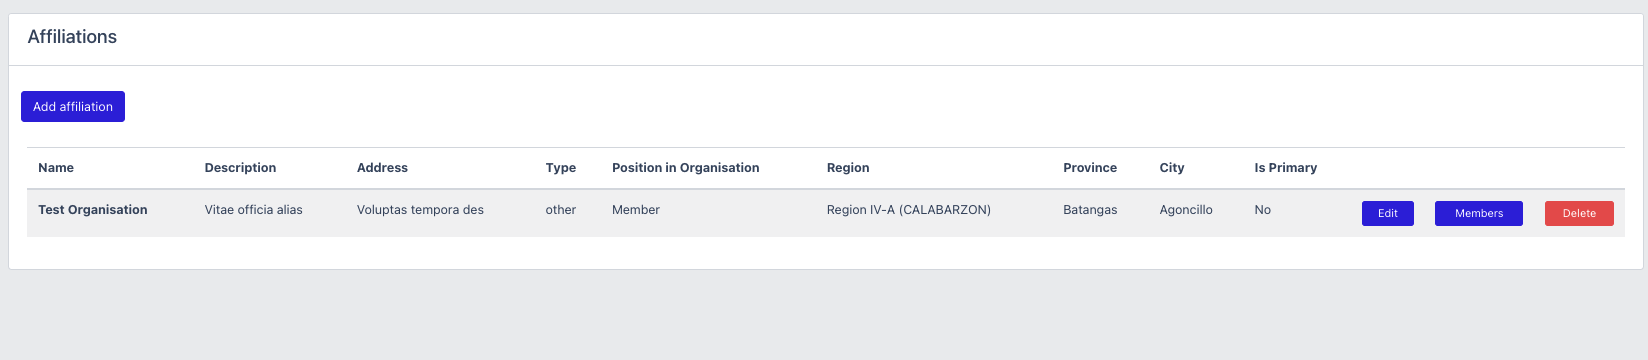 Affiliations
Add affiliation
Name Description Address Type Position in Organisation Region Province City Is Primary
Test Organisation Vitae officia alias Voluptas tempora des other Member Region IV-A (CALABARZON) Batangas Agoncillo No Edit Members Delete